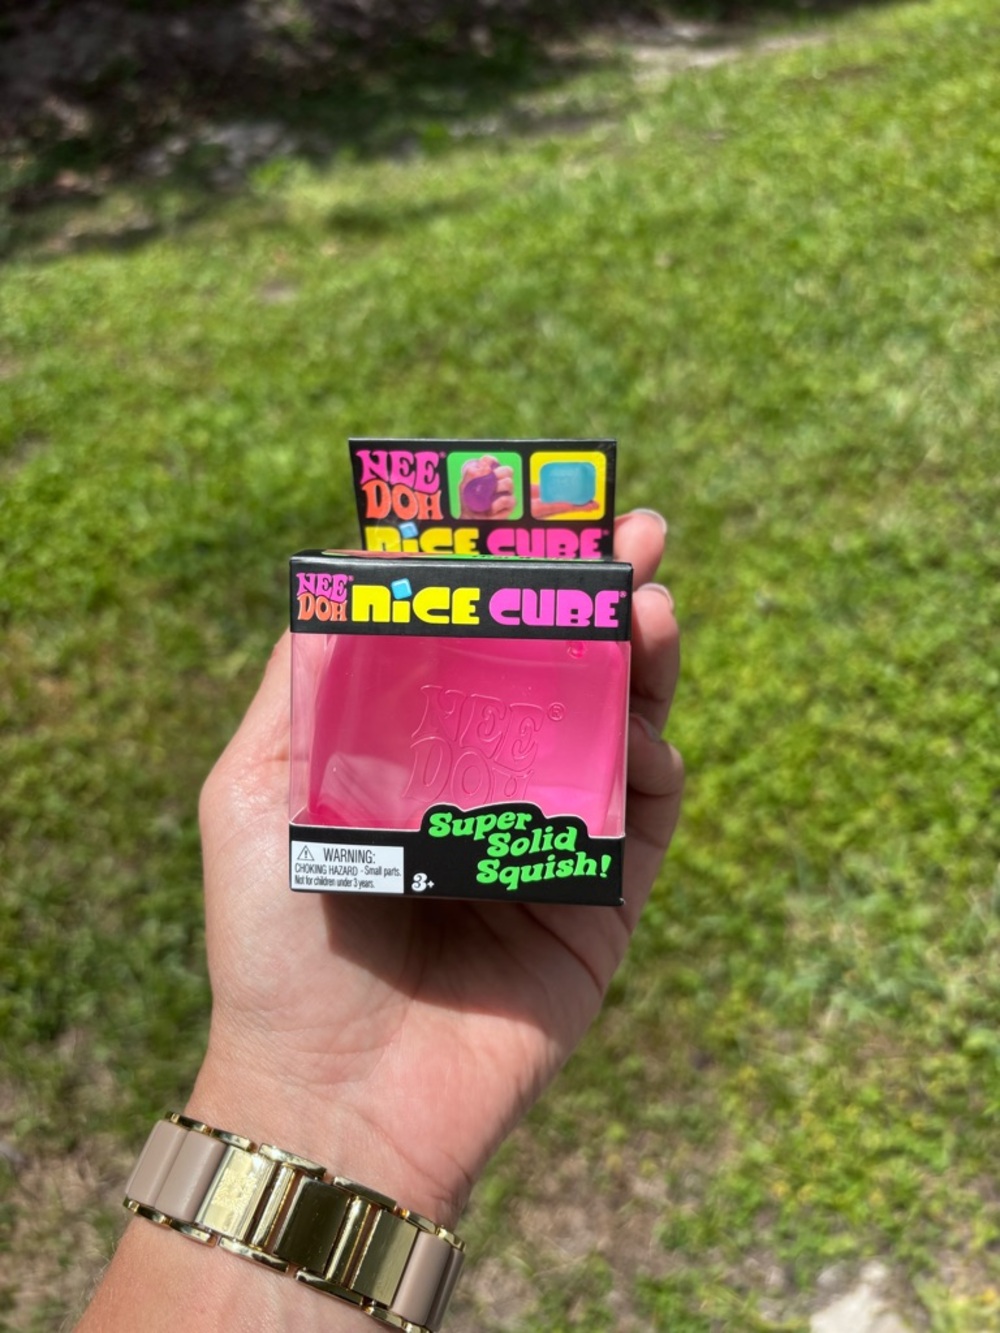 NEE®
DOH
NiCE CUBE®
NEE®
DOH NiCE CUBE®
NEE®
DOH
Super
Solid
Squish!
⚠ WARNING:
CHOKING HAZARD - Small parts.
Not for children under 3 years.
3+